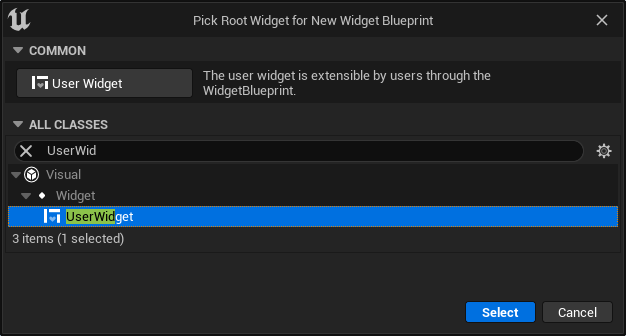 Pick Root Widget for New Widget Blueprint
COMMON
User Widget
The user widget is extensible by users through the
WidgetBlueprint.
ALL CLASSES
UserWid
Visual
Widget
UserWidget
3 items (1 selected)
Select
Cancel